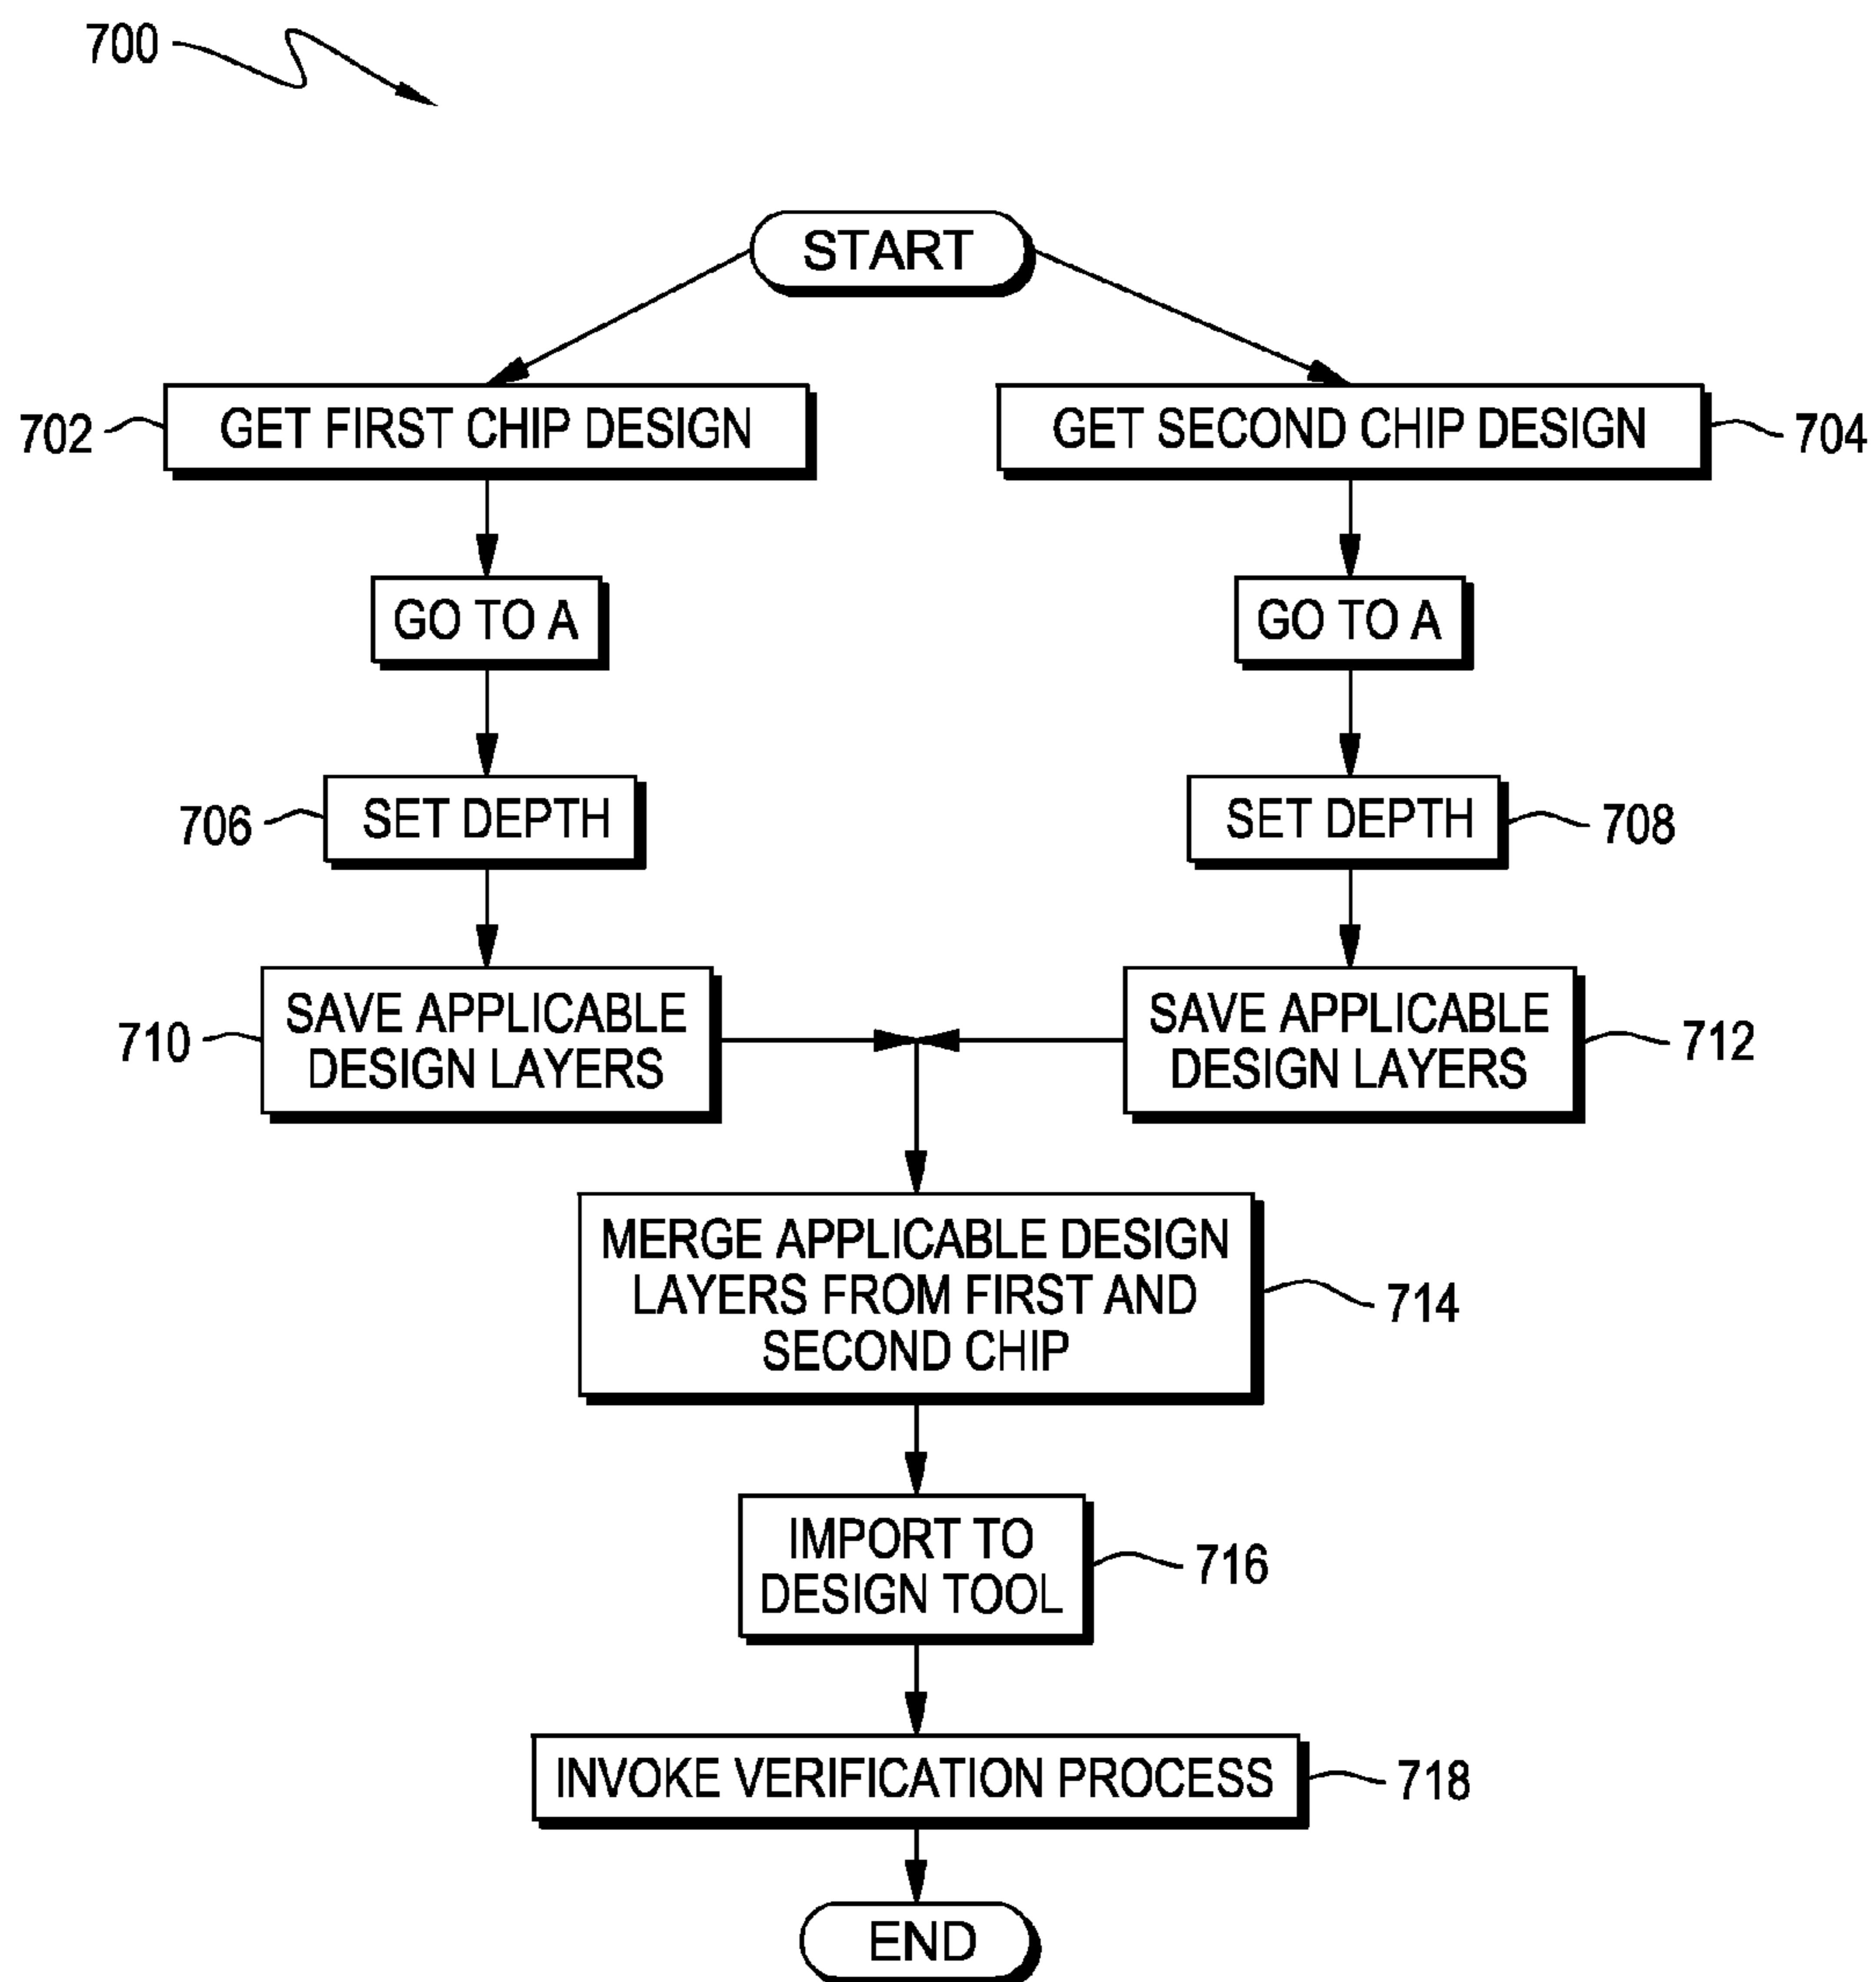 700
START
702
GET FIRST CHIP DESIGN
GET SECOND CHIP DESIGN
704
GO TO A
GO TO A
706
SET DEPTH
SET DEPTH
708
710
SAVE APPLICABLE
DESIGN LAYERS
SAVE APPLICABLE
DESIGN LAYERS
712
MERGE APPLICABLE DESIGN
LAYERS FROM FIRST AND
SECOND CHIP
714
IMPORT TO
DESIGN TOOL
716
INVOKE VERIFICATION PROCESS
718
END